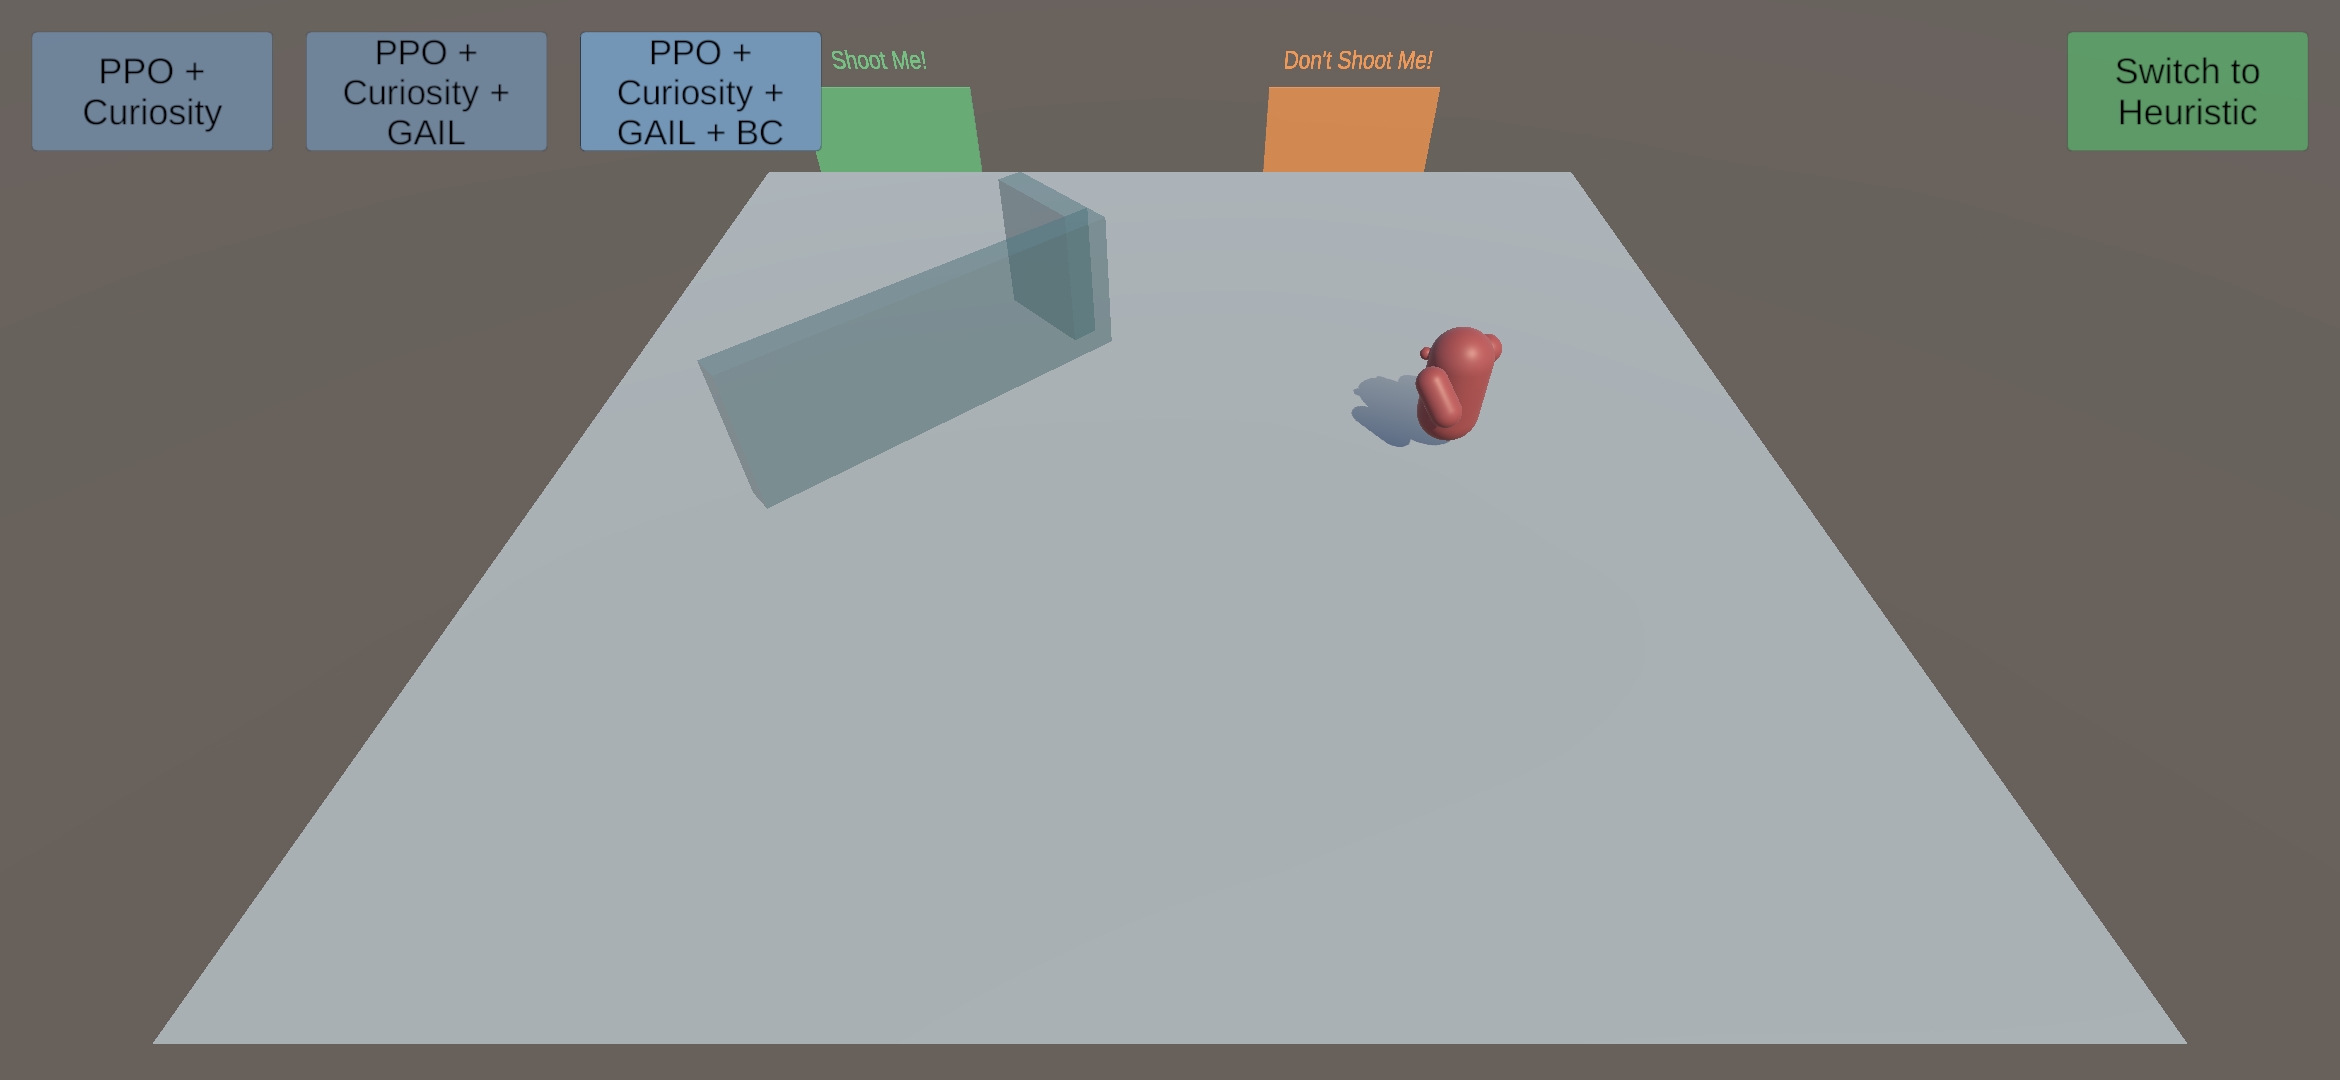 PPO +
Curiosity
PPO +
Curiosity +
GAIL
PPO +
Curiosity +
GAIL + BC
Shoot Me!
Don't Shoot Me!
Switch to
Heuristic